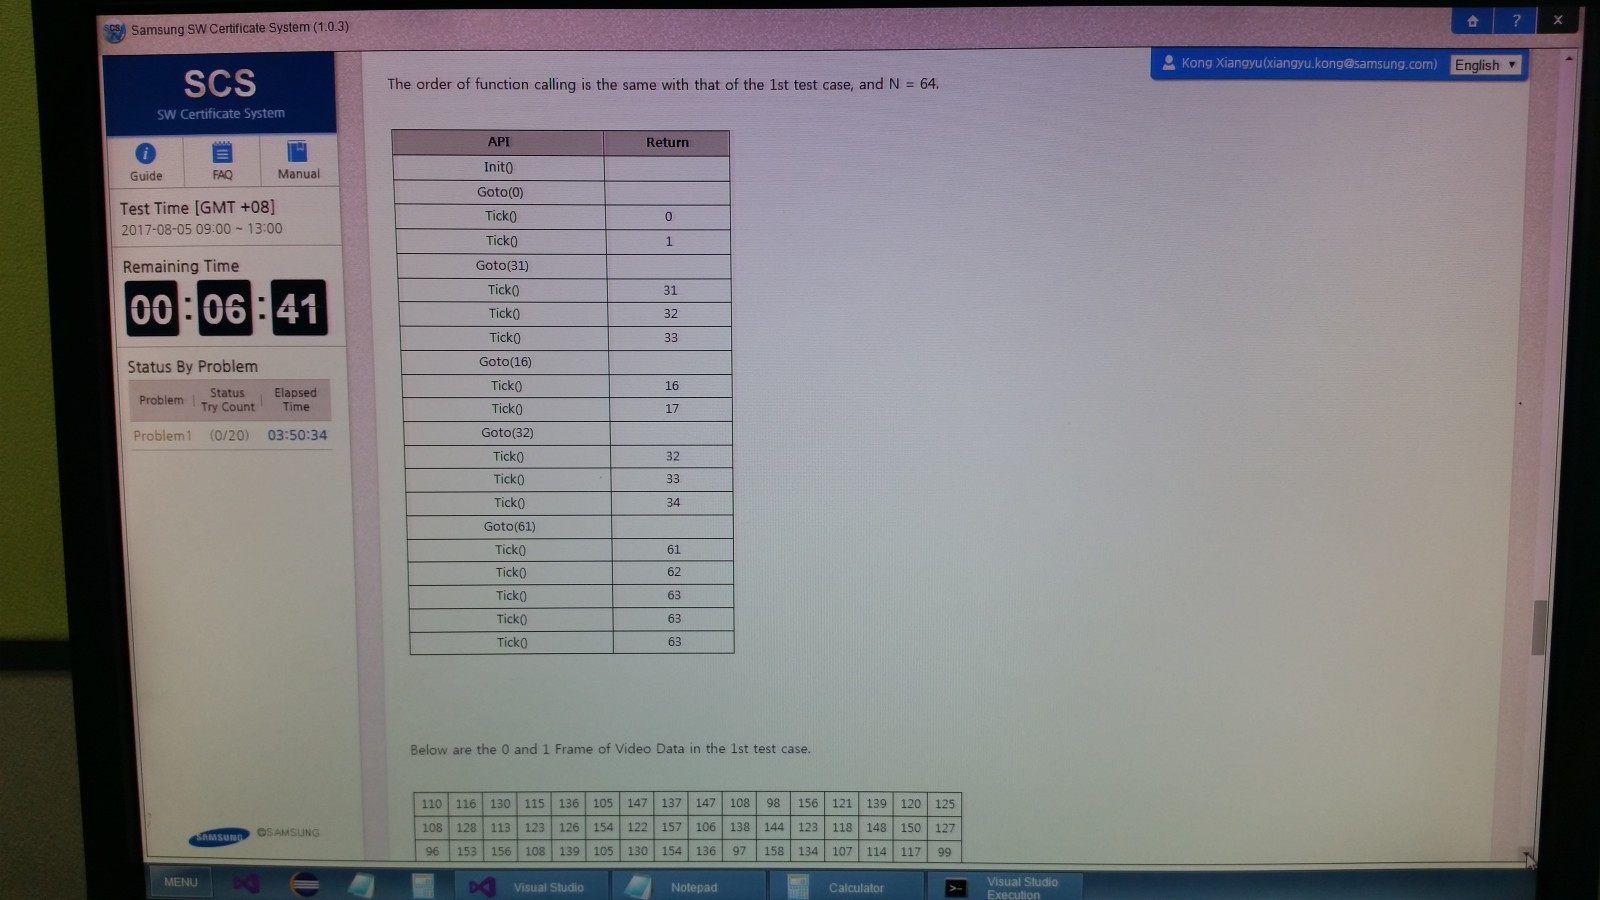 Samsung SW Certificate System (1.0.3)
? x
SCS
SW Certificate System
Guide FAQ Manual
Test Time [GMT +08]
2017-08-05 09:00 ~ 13:00
Remaining Time
00:06:41
Status By Problem
Problem Status Try Count Elapsed Time
Problem1 (0/20) 03:50:34
SAMSUNG ©SAMSUNG
Kong Xiangyu(xiangyu.kong@samsung.com) English
The order of function calling is the same with that of the 1st test case, and N = 64.
API Return
Init()
Goto(0)
Tick() 0
Tick() 1
Goto(31)
Tick() 31
Tick() 32
Tick() 33
Goto(16)
Tick() 16
Tick() 17
Goto(32)
Tick() 32
Tick() 33
Tick() 34
Goto(61)
Tick() 61
Tick() 62
Tick() 63
Tick() 63
Tick() 63
Below are the 0 and 1 Frame of Video Data in the 1st test case.
110 116 130 115 136 105 147 137 147 108 98 156 121 139 120 125
108 128 113 123 126 154 122 157 106 138 144 123 118 148 150 127
96 153 156 108 139 105 130 154 136 97 158 134 107 114 117 99
MENU Visual Studio Notepad Calculator Visual Studio Execution